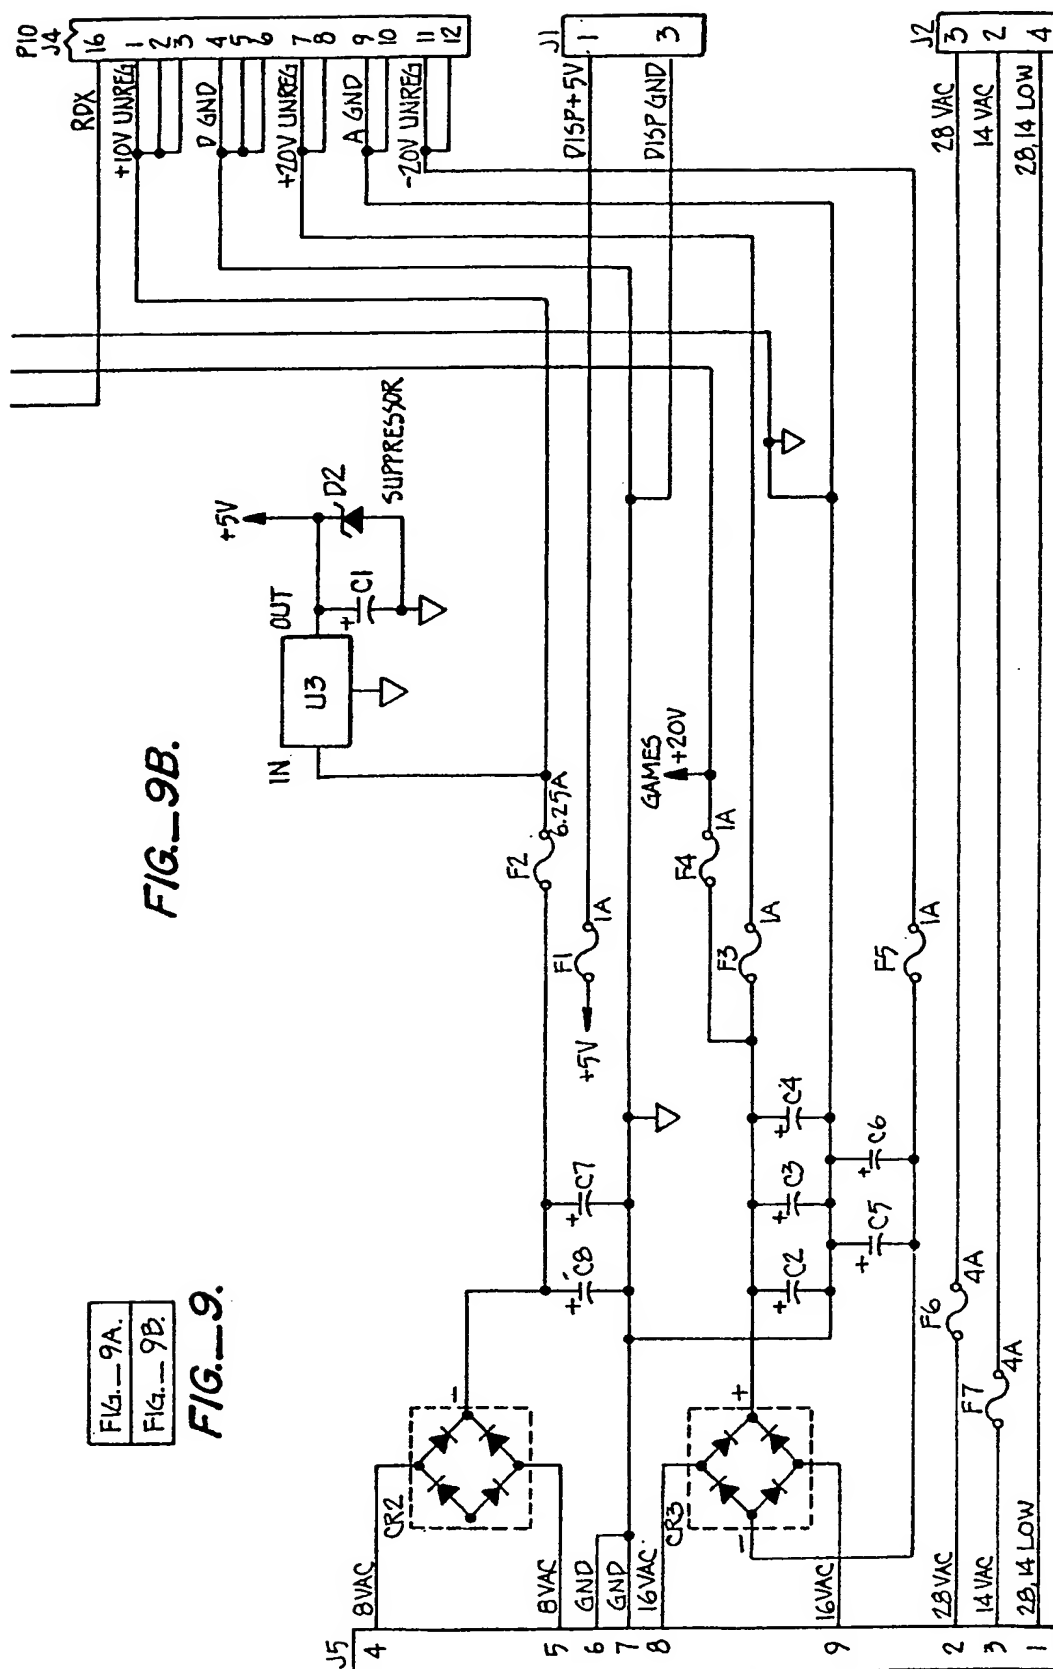 FIG._9A.
FIG._9B.
FIG._9.
FIG._9B.
P10
J4
16
1
2
3
4
5
6
7
8
9
10
11
12
RDX
+10V UNREG
D GND
+20V UNREG
A GND
-20V UNREG
J1
1
3
DISP+5V
DISP GND
J2
3
2
4
28 VAC
14 VAC
28,14 LOW
+5V
D2
SUPPRESSOR
OUT
C1
+
U3
IN
F2
6.25A
F1
1A
+5V
GAMES
+20V
F4
1A
F3
1A
F5
1A
F6
4A
F7
4A
+
C8
+
C7
+
C2
+
C3
+
C4
+
C5
+
C6
CR2
-
CR3
+
-
J5
4
5
6
7
8
9
2
3
1
8VAC
8VAC
GND
GND
16VAC
16VAC
28VAC
14VAC
28,14 LOW